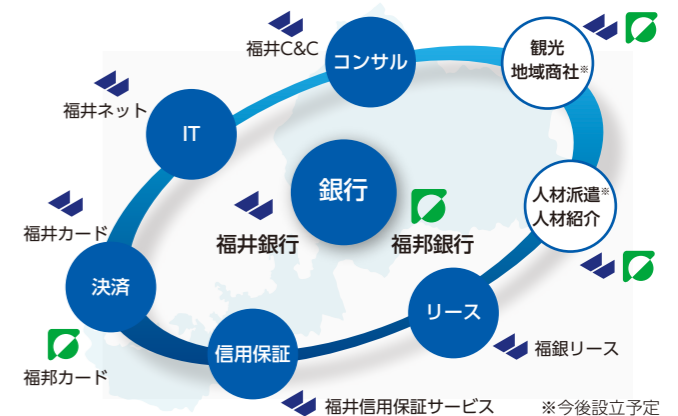 福井C&C
コンサル
観光
地域商社※
福井ネット
IT
銀行
人材派遣※
人材紹介
福井カード
福井銀行
福邦銀行
決済
リース
信用保証
福銀リース
福邦カード
福井信用保証サービス
※今後設立予定